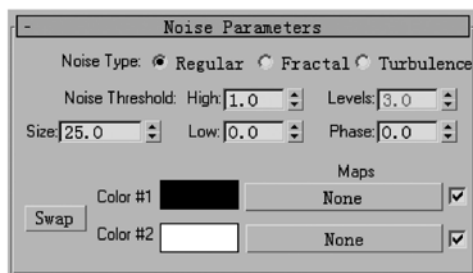 - Noise Parameters
Noise Type: Regular Fractal Turbulence
Noise Threshold: High: 1.0 Levels: 3.0
Size: 25.0 Low: 0.0 Phase: 0.0
Maps
Color #1 None
Swap
Color #2 None